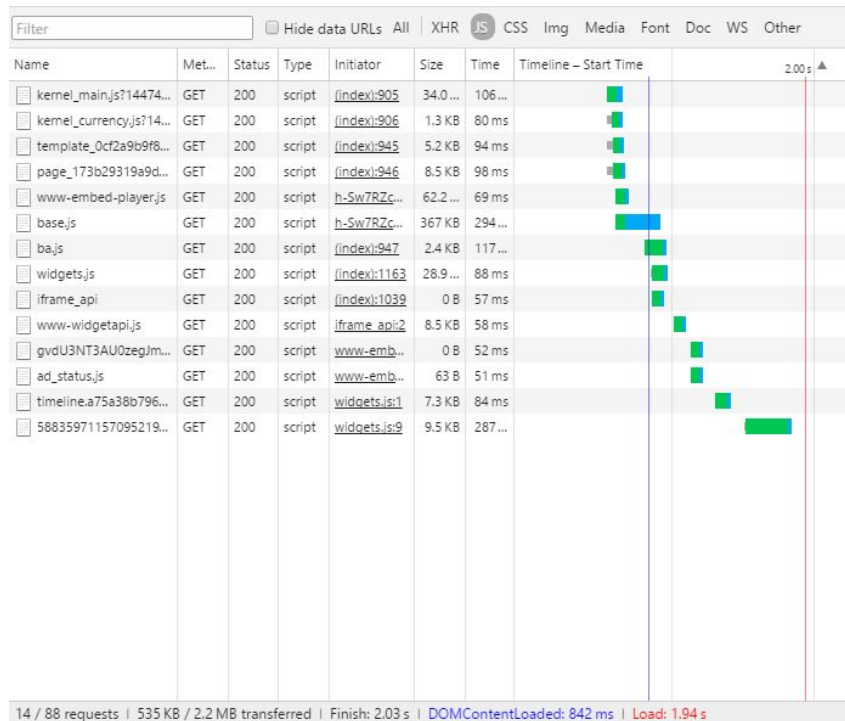 Filter Hide data URLs All XHR JS CSS Img Media Font Doc WS Other
Name Met... Status Type Initiator Size Time Timeline – Start Time 2.00 s
kernel_main.js?14474... GET 200 script (index):905 34.0 ... 106 ...
kernel_currency.js?14... GET 200 script (index):906 1.3 KB 80 ms
template_0cf2a9b9f8... GET 200 script (index):945 5.2 KB 94 ms
page_173b29319a9d... GET 200 script (index):946 8.5 KB 98 ms
www-embed-player.js GET 200 script h-Sw7RZc... 62.2 ... 69 ms
base.js GET 200 script h-Sw7RZc... 367 KB 294 ...
ba.js GET 200 script (index):947 2.4 KB 117 ...
widgets.js GET 200 script (index):1163 28.9 ... 88 ms
iframe_api GET 200 script (index):1039 0 B 57 ms
www-widgetapi.js GET 200 script iframe_api:2 8.5 KB 58 ms
gvdU3NT3AU0zegJm... GET 200 script www-emb... 0 B 52 ms
ad_status.js GET 200 script www-emb... 63 B 51 ms
timeline.a75a38b796... GET 200 script widgets.js:1 7.3 KB 84 ms
58835971157095219... GET 200 script widgets.js:9 9.5 KB 287 ...
14 / 88 requests | 535 KB / 2.2 MB transferred | Finish: 2.03 s | DOMContentLoaded: 842 ms | Load: 1.94 s